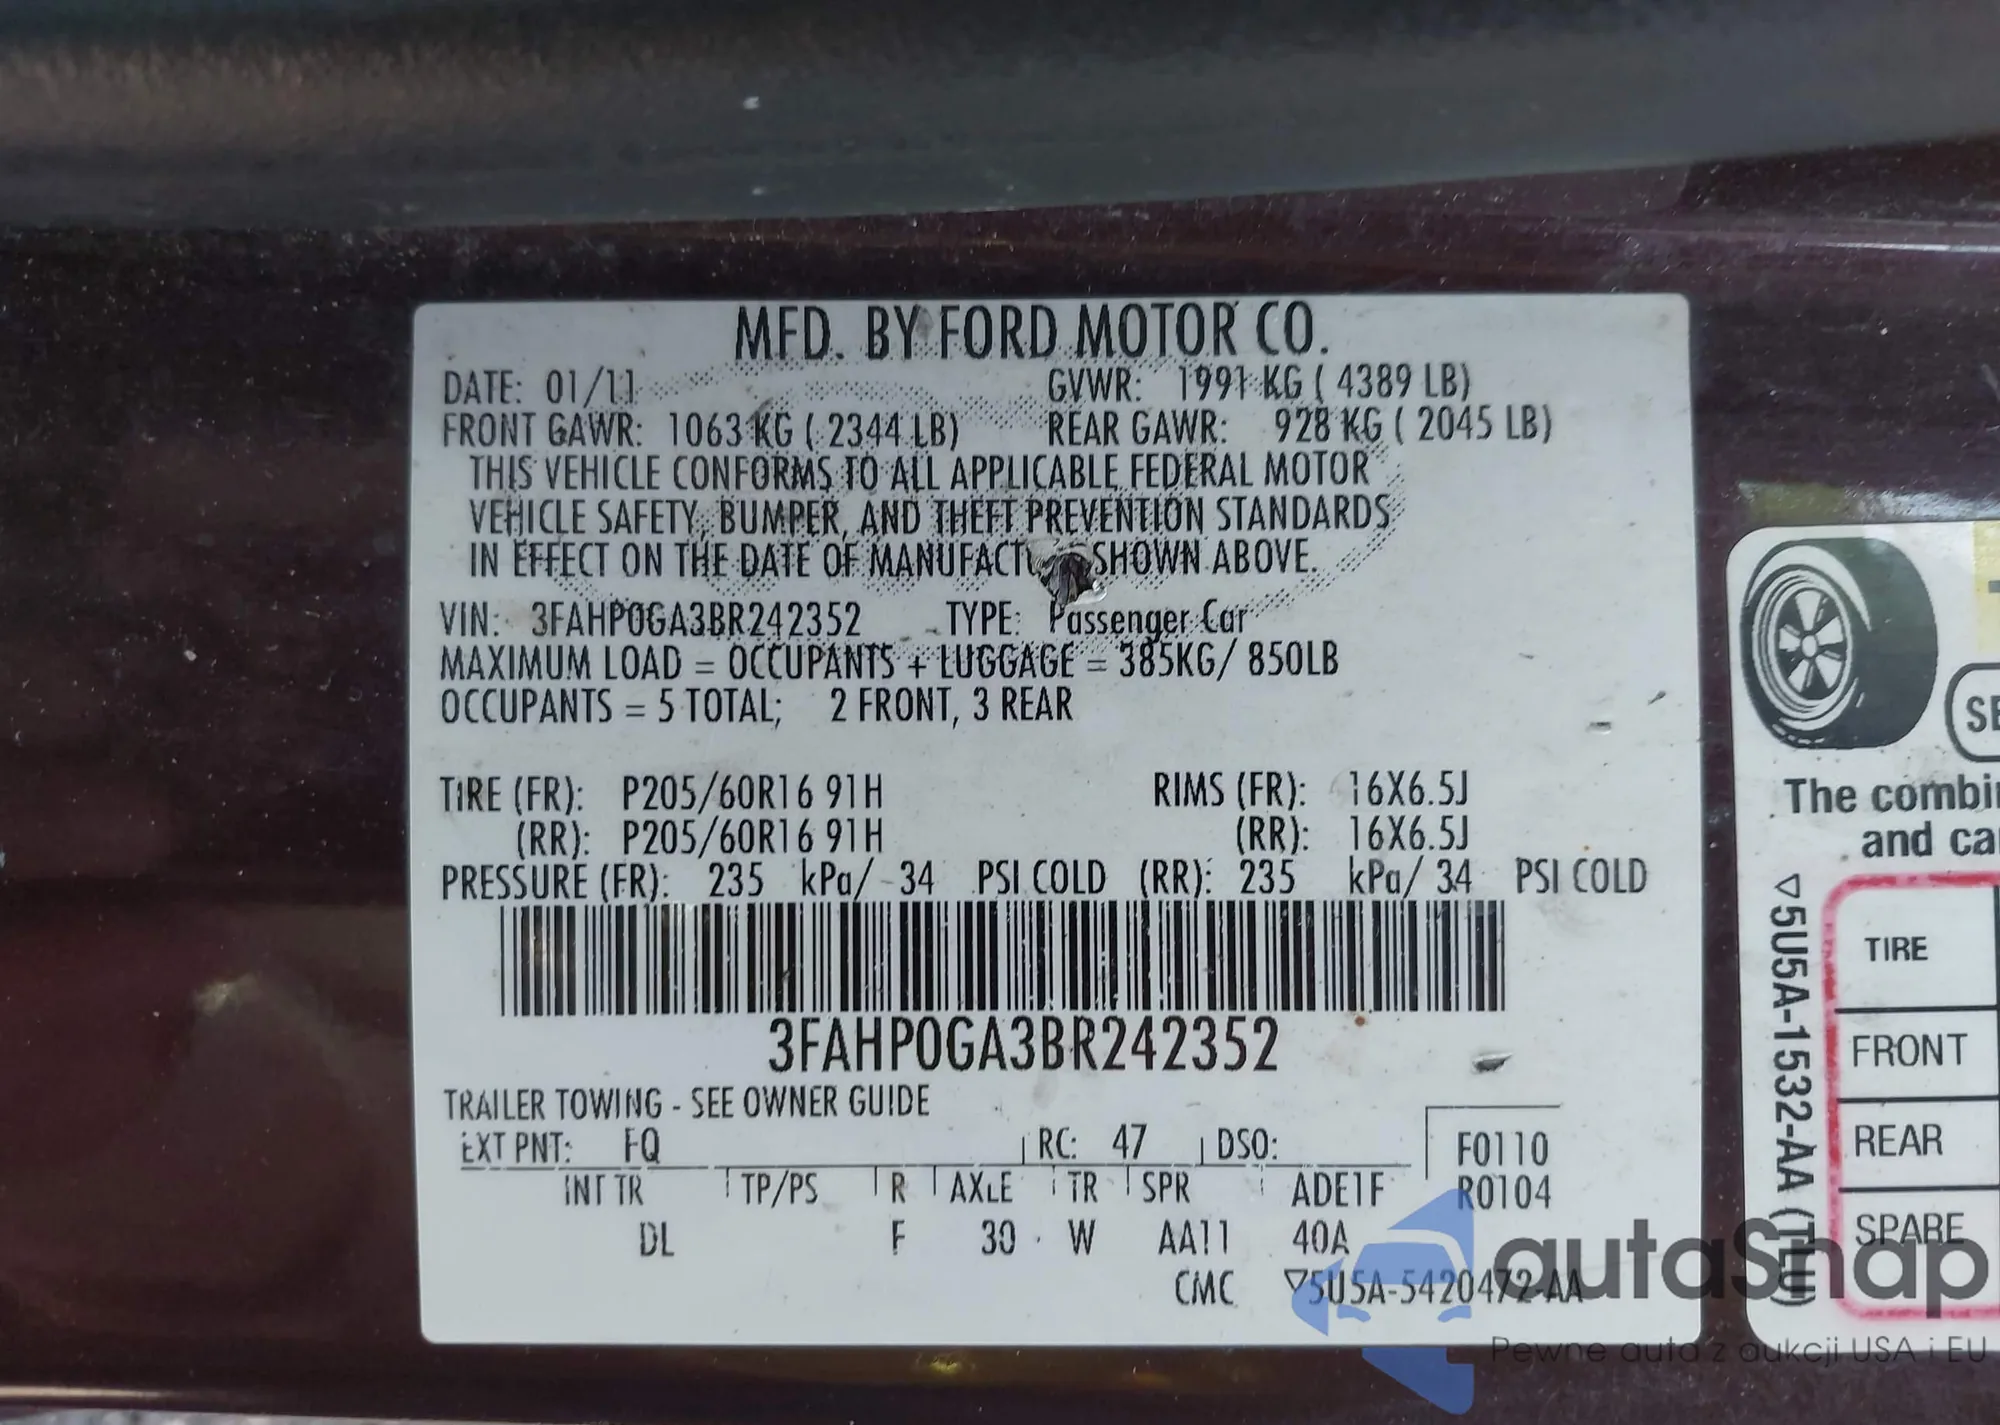 MFD. BY FORD MOTOR CO.
DATE: 01/11 GVWR: 1991 KG ( 4389 LB)
FRONT GAWR: 1063 KG ( 2344 LB) REAR GAWR: 928 KG ( 2045 LB)
THIS VEHICLE CONFORMS TO ALL APPLICABLE FEDERAL MOTOR
VEHICLE SAFETY, BUMPER, AND THEFT PREVENTION STANDARDS
IN EFFECT ON THE DATE OF MANUFACT SHOWN ABOVE.
VIN: 3FAHP0GA3BR242352 TYPE: Passenger Car
MAXIMUM LOAD = OCCUPANTS + LUGGAGE = 385KG/ 850LB
OCCUPANTS = 5 TOTAL; 2 FRONT, 3 REAR
TIRE (FR): P205/60R16 91H RIMS (FR): 16X6.5J
(RR): P205/60R16 91H (RR): 16X6.5J
PRESSURE (FR): 235 kPa/ 34 PSI COLD (RR): 235 kPa/ 34 PSI COLD
3FAHP0GA3BR242352
TRAILER TOWING - SEE OWNER GUIDE
EXT PNT: FQ RC: 47 DSO: F0110
INT TR TP/PS R AXLE TR SPR ADE1F R0104
DL F 30 W AA11 40A
CMC ▽5U5A-5420472-AA
SE
The combi
and ca
▽5U5A-1532-AA (TLU)
TIRE
FRONT
REAR
SPARE
autaSnap
Pewne auta z aukcji USA i EU